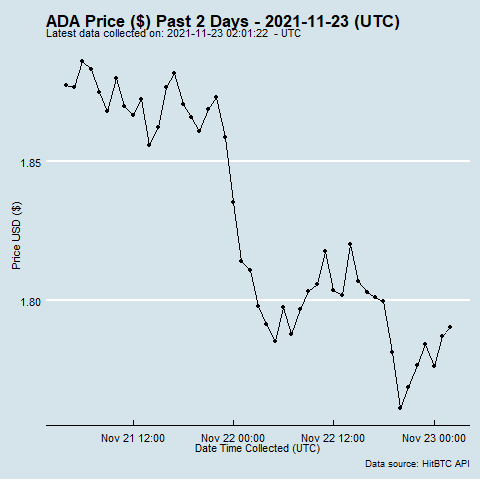 ADA Price ($) Past 2 Days - 2021-11-23 (UTC)
Latest data collected on: 2021-11-23 02:01:22  - UTC
1.85
1.80
Price USD ($)
Nov 21 12:00
Nov 22 00:00
Nov 22 12:00
Nov 23 00:00
Date Time Collected (UTC)
Data source: HitBTC API